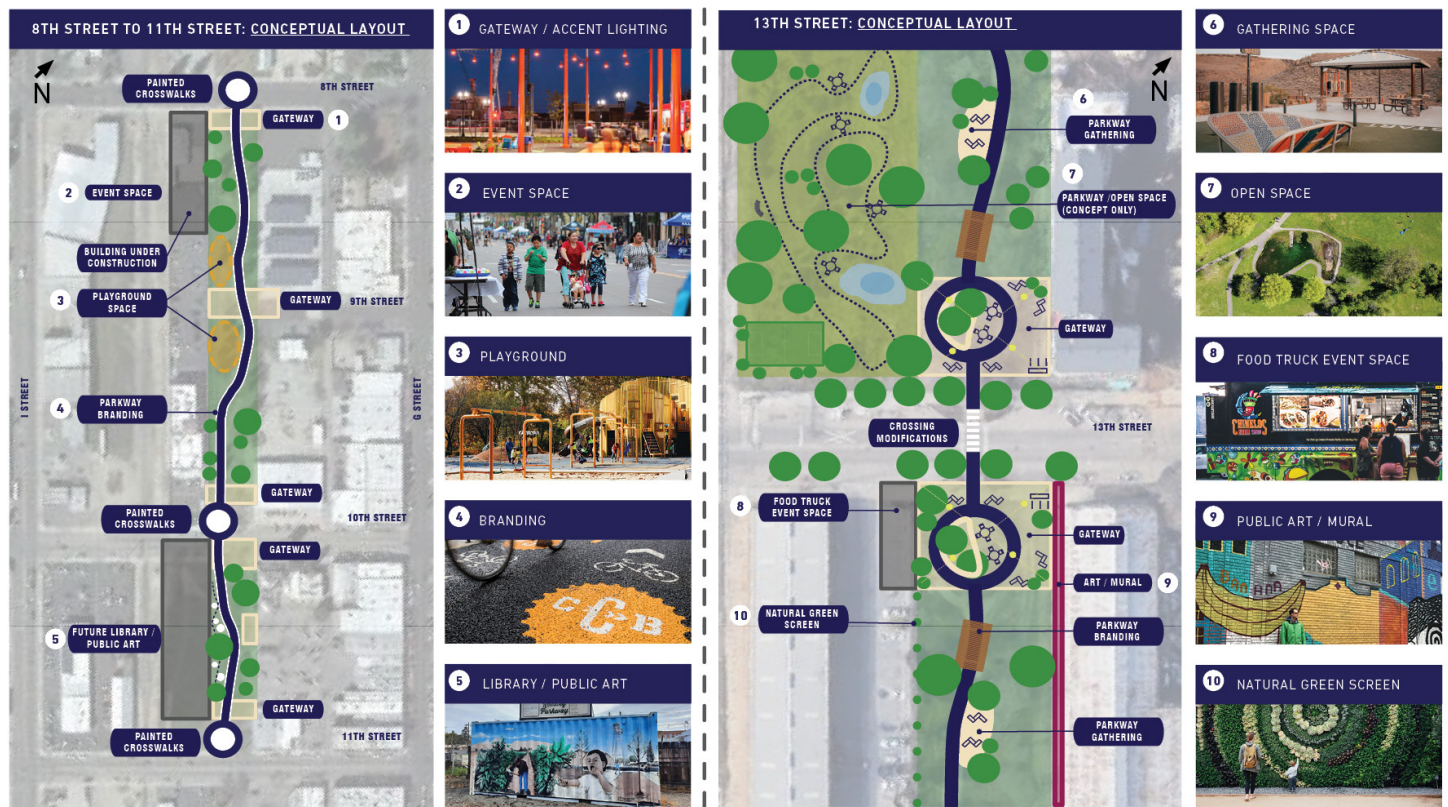 8TH STREET TO 11TH STREET: CONCEPTUAL LAYOUT
N
PAINTED
CROSSWALKS
8TH STREET
GATEWAY
1
2
EVENT SPACE
BUILDING UNDER
CONSTRUCTION
3
PLAYGROUND
SPACE
GATEWAY
9TH STREET
I STREET
G STREET
4
PARKWAY
BRANDING
GATEWAY
PAINTED
CROSSWALKS
10TH STREET
GATEWAY
5
FUTURE LIBRARY /
PUBLIC ART
GATEWAY
PAINTED
CROSSWALKS
11TH STREET
1
GATEWAY / ACCENT LIGHTING
2
EVENT SPACE
3
PLAYGROUND
4
BRANDING
CCB
5
LIBRARY / PUBLIC ART
Parkway
13TH STREET: CONCEPTUAL LAYOUT
N
6
PARKWAY
GATHERING
7
PARKWAY /OPEN SPACE
(CONCEPT ONLY)
GATEWAY
CROSSING
MODIFICATIONS
13TH STREET
8
FOOD TRUCK
EVENT SPACE
GATEWAY
ART / MURAL
9
10
NATURAL GREEN
SCREEN
PARKWAY
BRANDING
PARKWAY
GATHERING
6
GATHERING SPACE
7
OPEN SPACE
8
FOOD TRUCK EVENT SPACE
9
PUBLIC ART / MURAL
10
NATURAL GREEN SCREEN